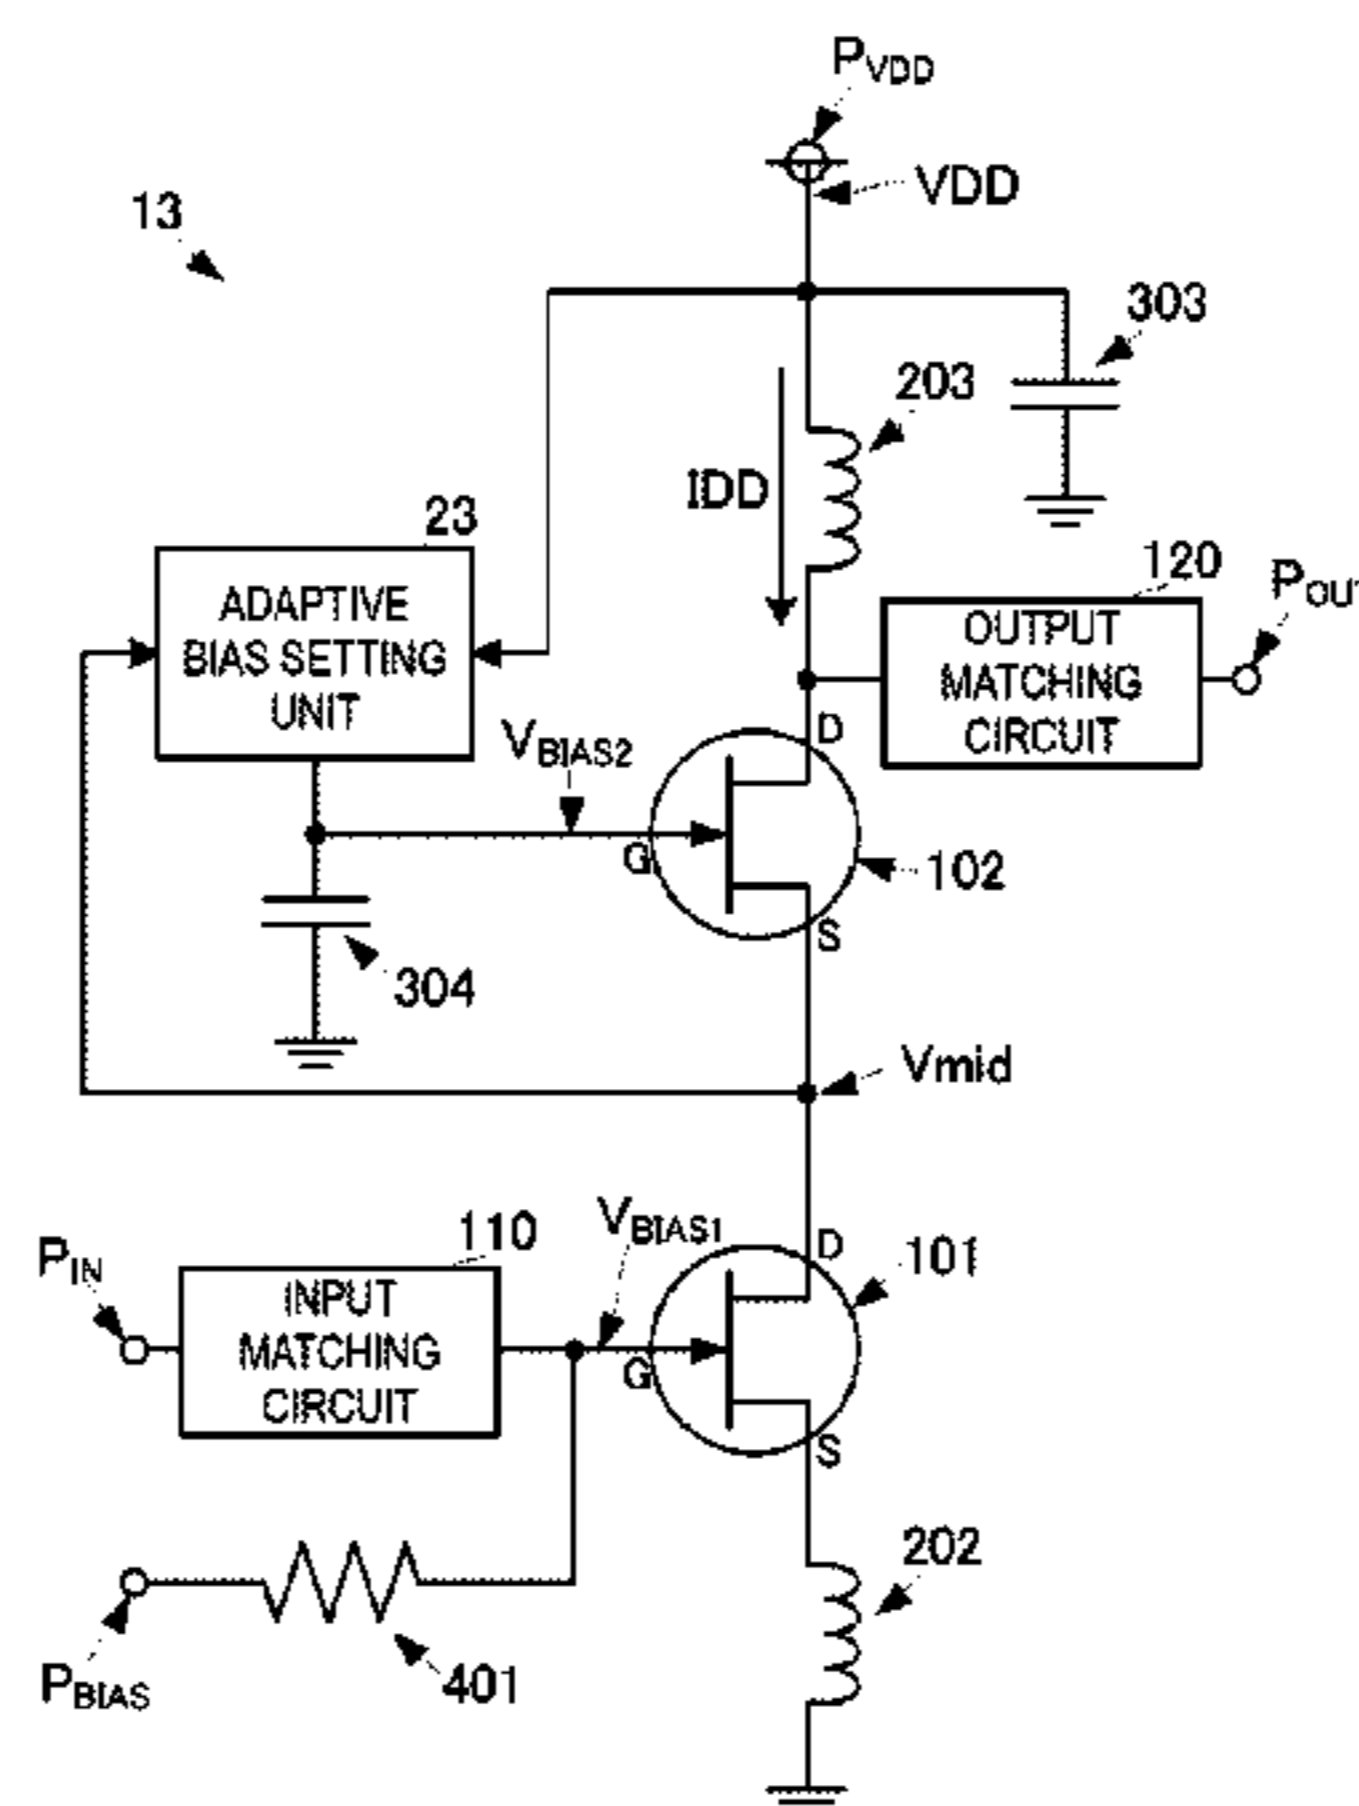 PVDD
VDD
13
303
203
IDD
23
ADAPTIVE
BIAS SETTING
UNIT
120
POUT
OUTPUT
MATCHING
CIRCUIT
VBIAS2
D
G
102
S
304
Vmid
PIN
110
VBIAS1
D
101
INPUT
MATCHING
CIRCUIT
G
S
202
PBIAS
401